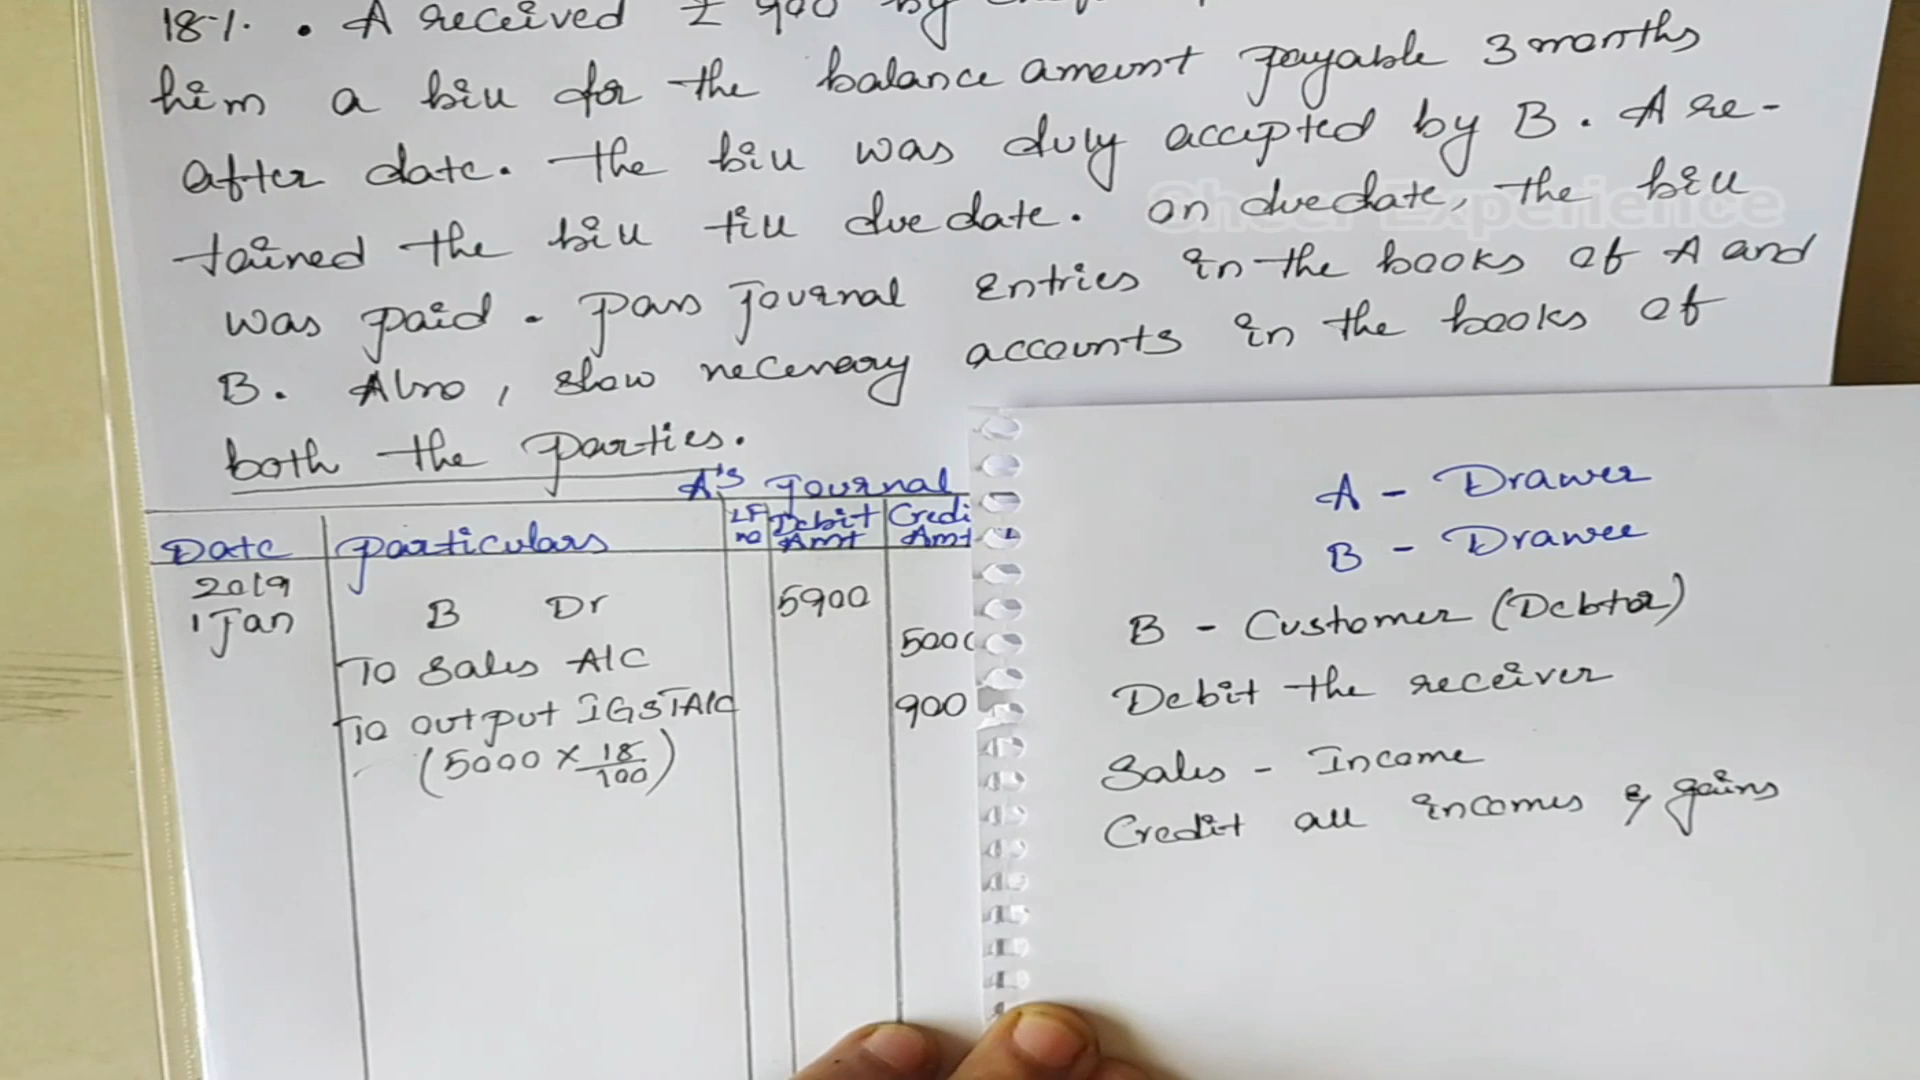 18%. . A received ₹ 900 by
him a bill for the balance amount payable 3 months
after date. The bill was duly accepted by B. A re-
tained the bill till due date. On due date, the bill
was paid. Pass journal entries in the books of A and
B. Also, show necessary accounts in the books of
both the parties.
Cheer Experience
A's Journal
Date Particulars LF no Debit Amt Credi Amt
2019
1 Jan B Dr 5900
To Sales A/C 5000
To output IGST A/C 900
(5000 × 18/100)
A - Drawer
B - Drawee
B - Customer (Debtor)
Debit the receiver
Sales - Income
Credit all incomes & gains